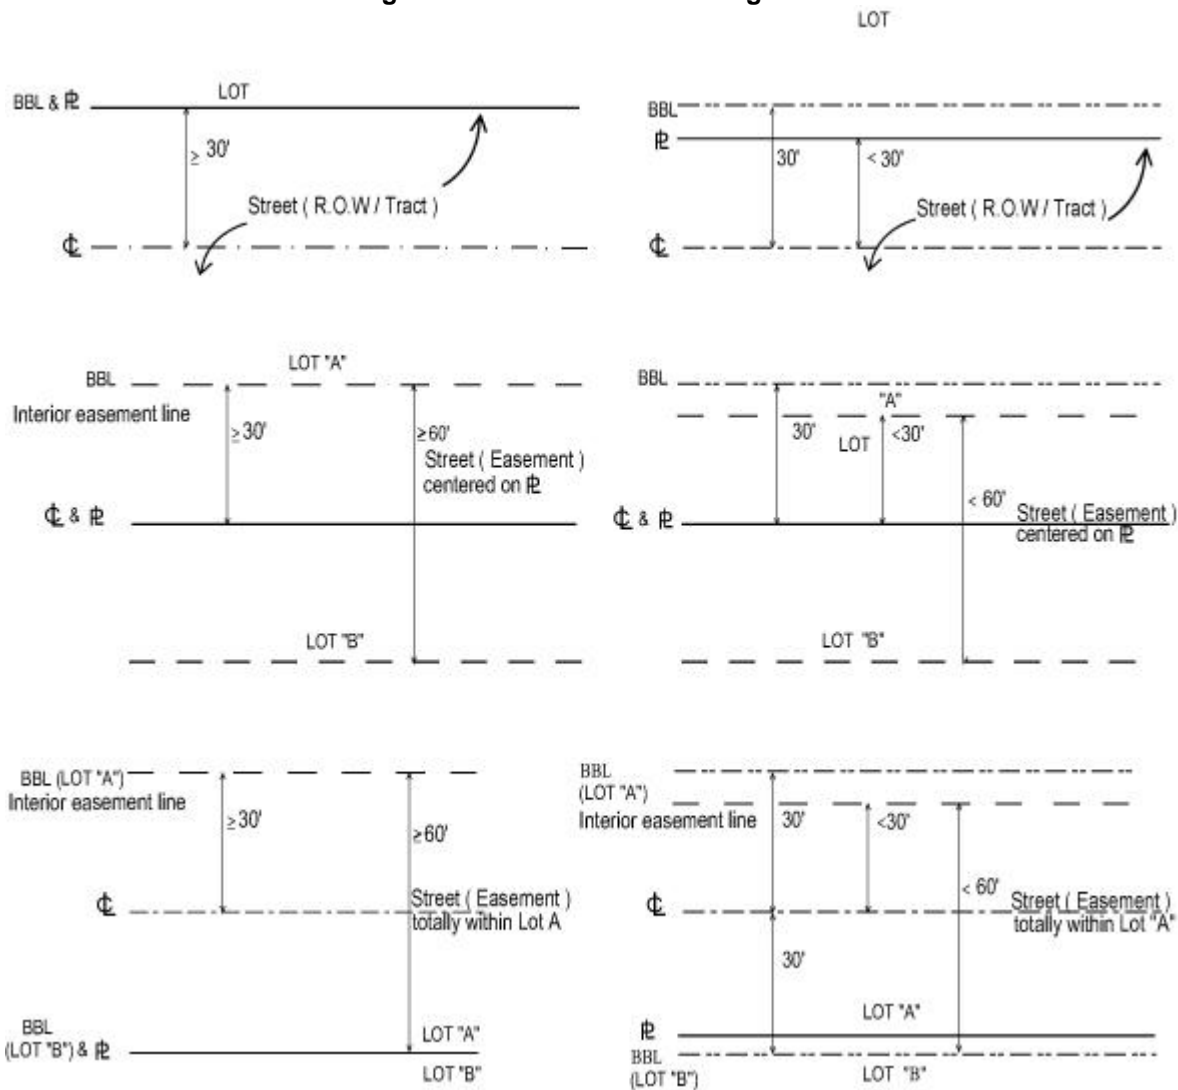 LOT
BBL & ⅊
LOT
≥ 30'
Street ( R.O.W / Tract )
℄
BBL
⅊
30'
< 30'
Street ( R.O.W / Tract )
℄
LOT "A"
BBL
Interior easement line
≥30'
≥60'
Street ( Easement )
centered on ⅊
℄ & ⅊
LOT "B"
BBL
"A"
30'
LOT
<30'
< 60'
Street ( Easement )
centered on ⅊
℄ & ⅊
LOT "B"
BBL (LOT "A")
Interior easement line
≥30'
≥60'
℄
Street ( Easement )
totally within Lot A
BBL
(LOT "B") & ⅊
LOT "A"
LOT "B"
BBL
(LOT "A")
Interior easement line
30'
<30'
< 60'
℄
Street ( Easement )
totally within Lot "A"
30'
LOT "A"
⅊
BBL
(LOT "B")
LOT "B"